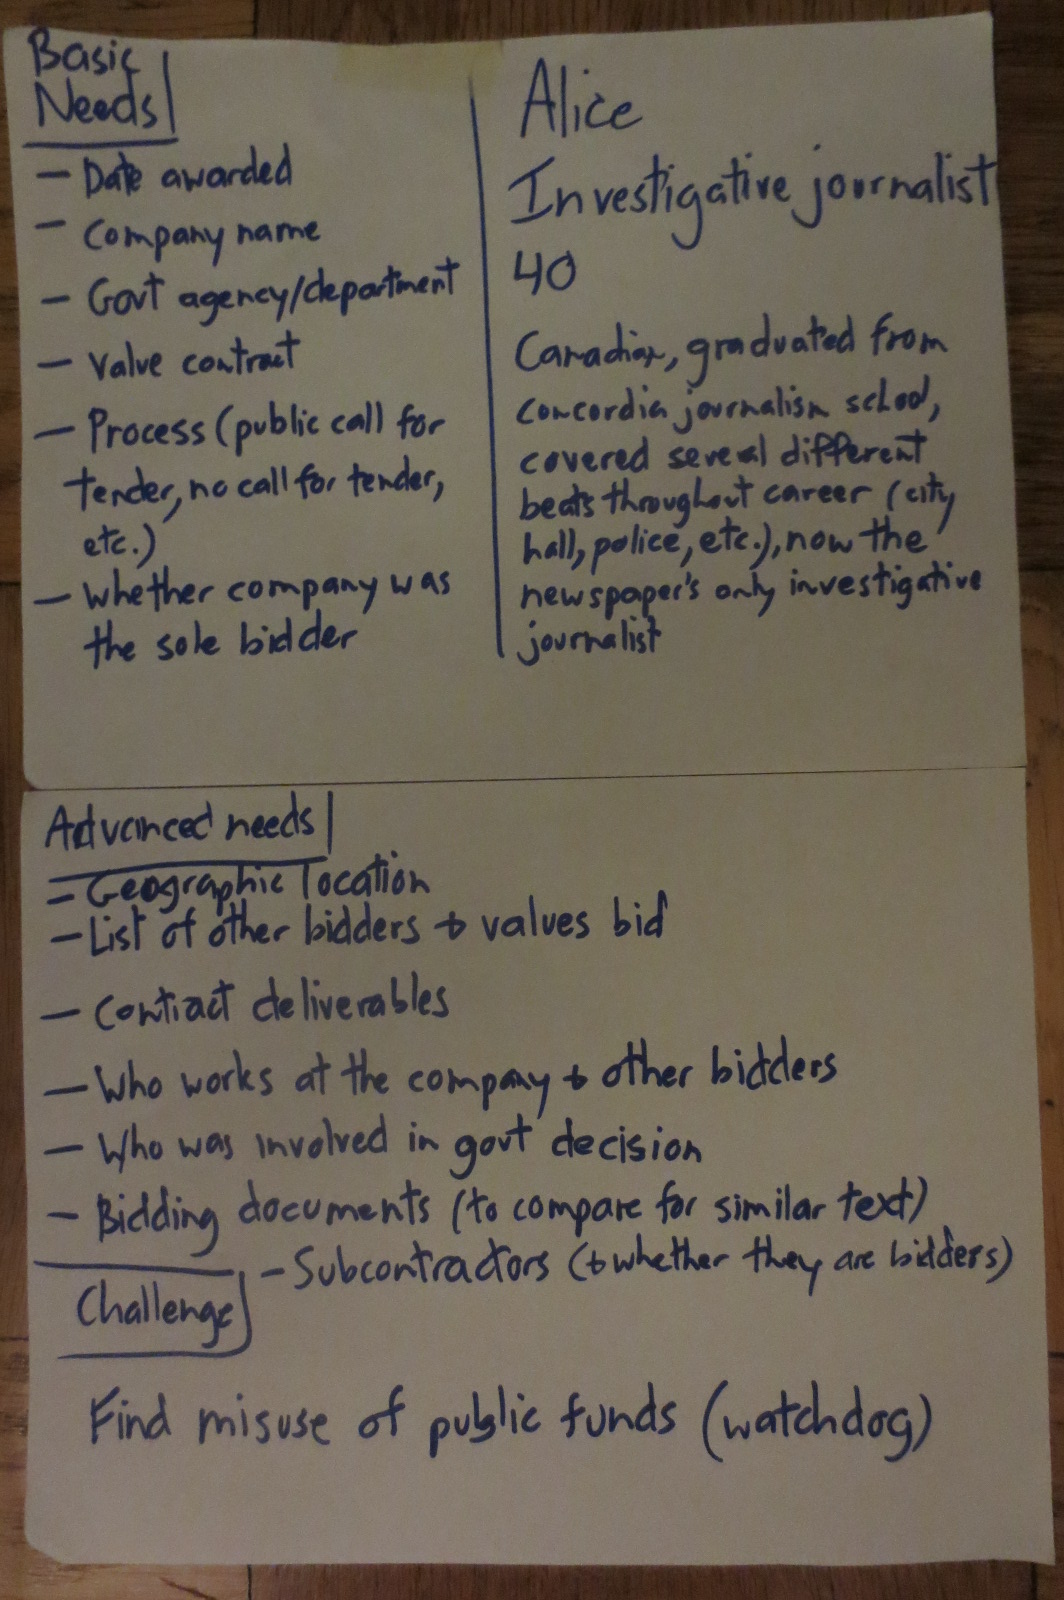 Basic
Needs
- Date awarded
- Company name
- Govt agency/department
- Value contract
- Process (public call for
tender, no call for tender,
etc.)
- Whether company was
the sole bidder
Alice
Investigative journalist
40
Canadian, graduated from
Concordia journalism school,
covered several different
beats throughout career (city
hall, police, etc.), now the
newspaper's only investigative
journalist
Advanced needs
- Geographic location
- List of other bidders + values bid
- Contract deliverables
- Who works at the company + other bidders
- Who was involved in govt decision
- Bidding documents (to compare for similar text)
- Subcontractors (+ whether they are bidders)
Challenge
Find misuse of public funds (watchdog)